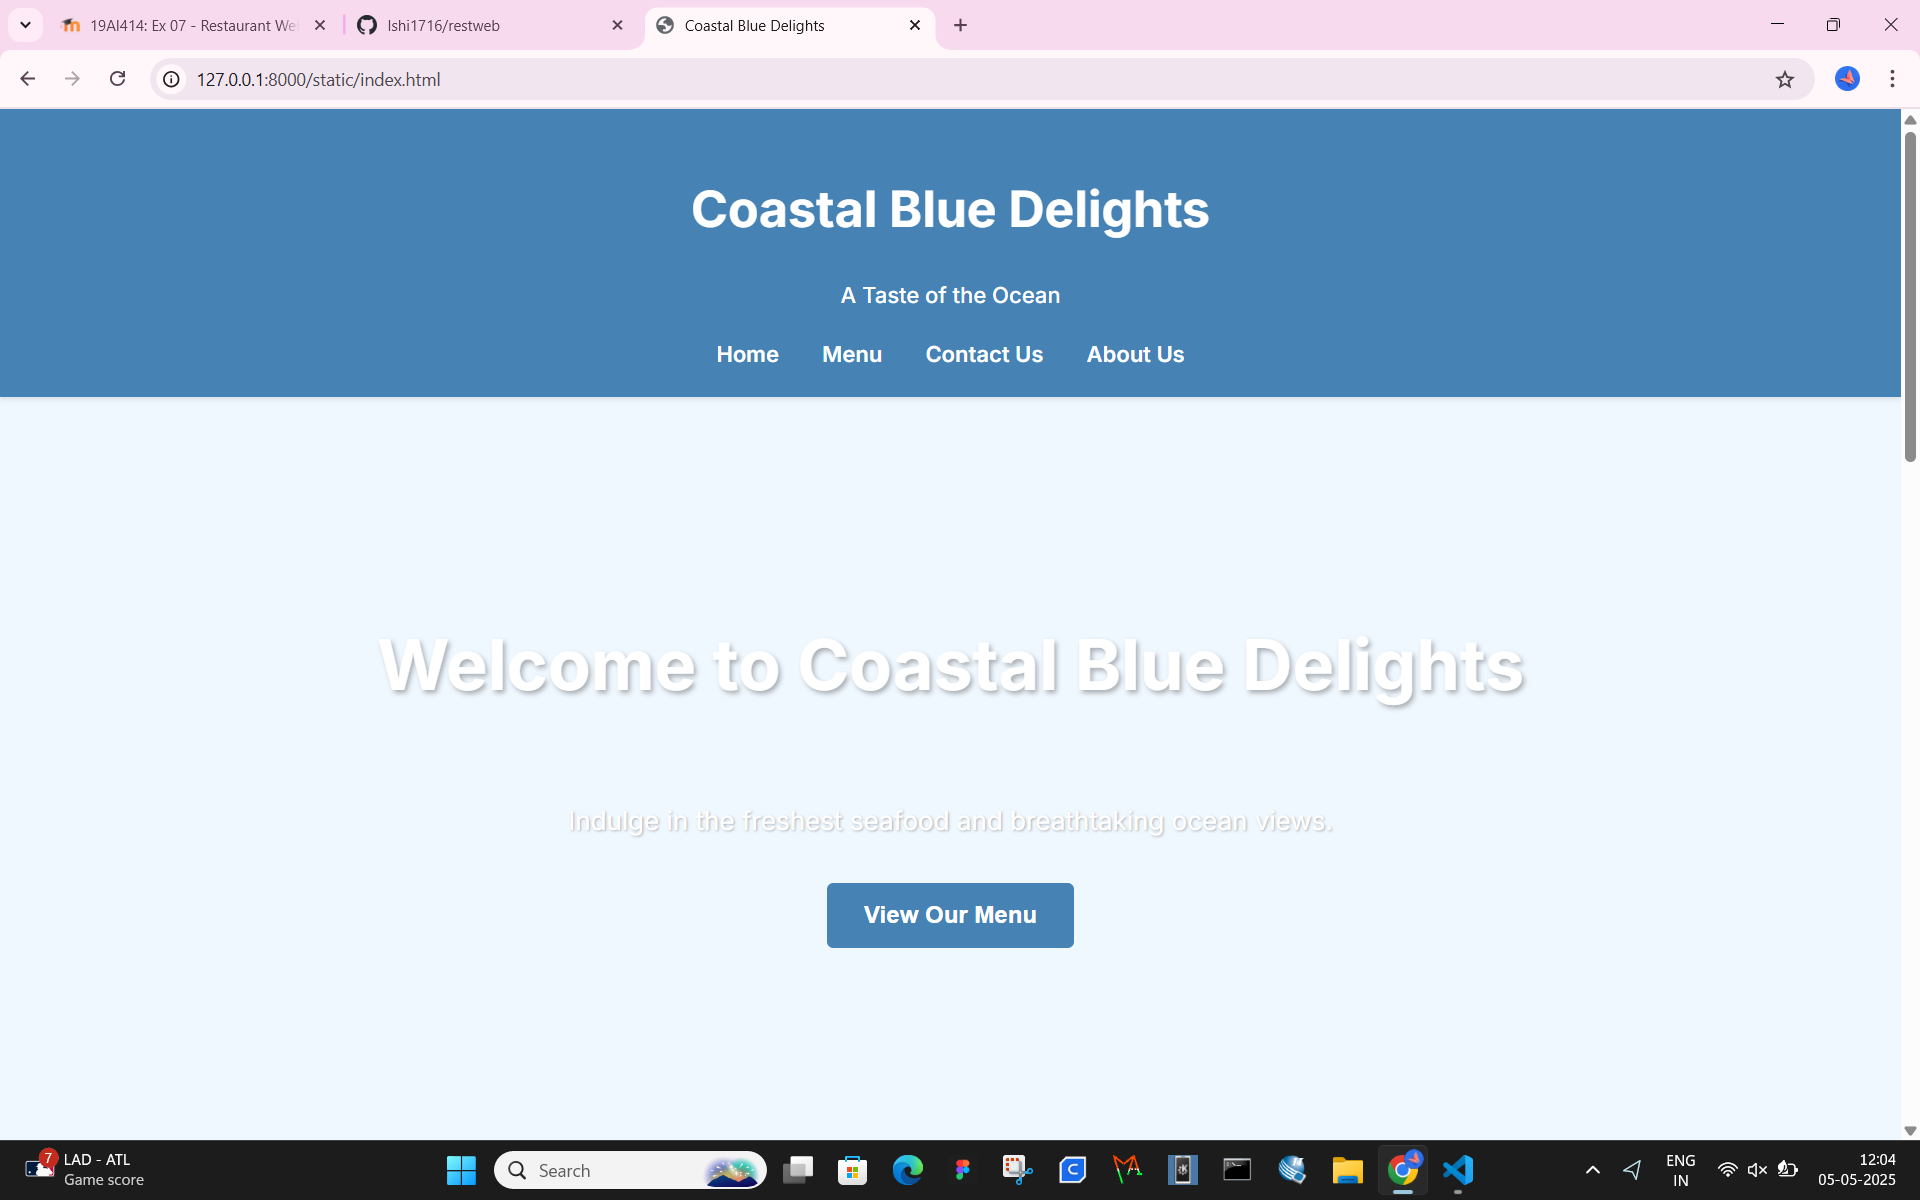 19AI414: Ex 07 - Restaurant We
Ishi1716/restweb
Coastal Blue Delights
127.0.0.1:8000/static/index.html
Coastal Blue Delights
A Taste of the Ocean
Home Menu Contact Us About Us
Welcome to Coastal Blue Delights
Indulge in the freshest seafood and breathtaking ocean views.
View Our Menu
7
LAD - ATL
Game score
Search
ENG
IN
12:04
05-05-2025